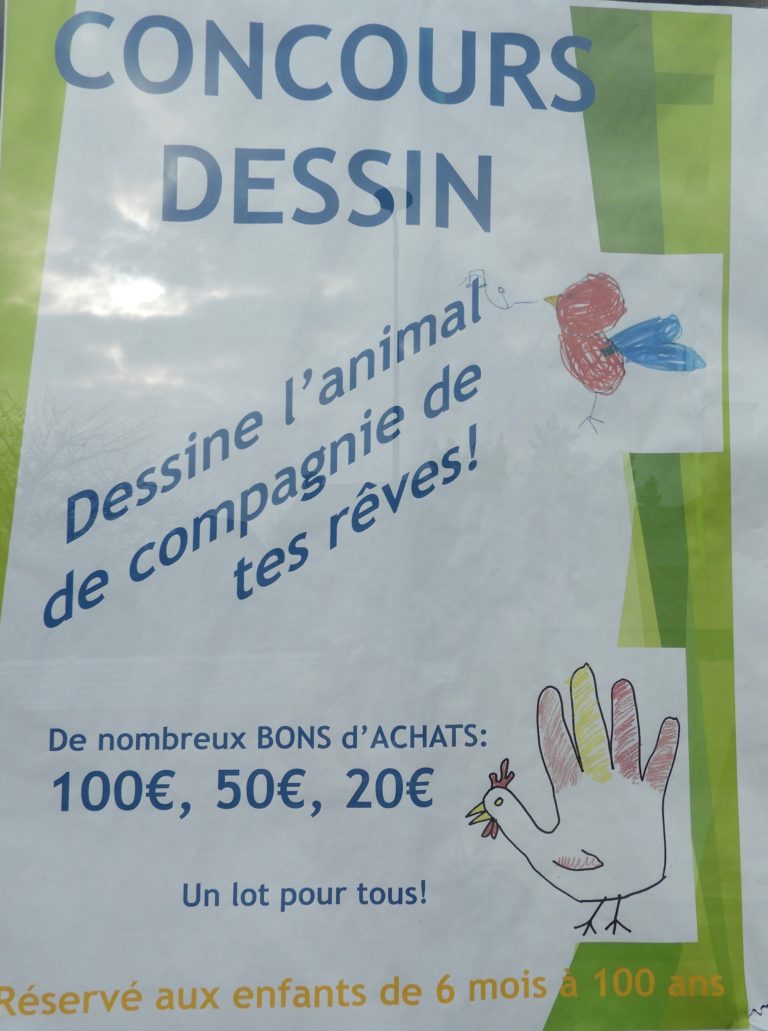 CONCOURS
DESSIN
Dessine l'animal
de compagnie de
tes rêves!
De nombreux BONS d'ACHATS:
100€, 50€, 20€
Un lot pour tous!
Réservé aux enfants de 6 mois à 100 ans